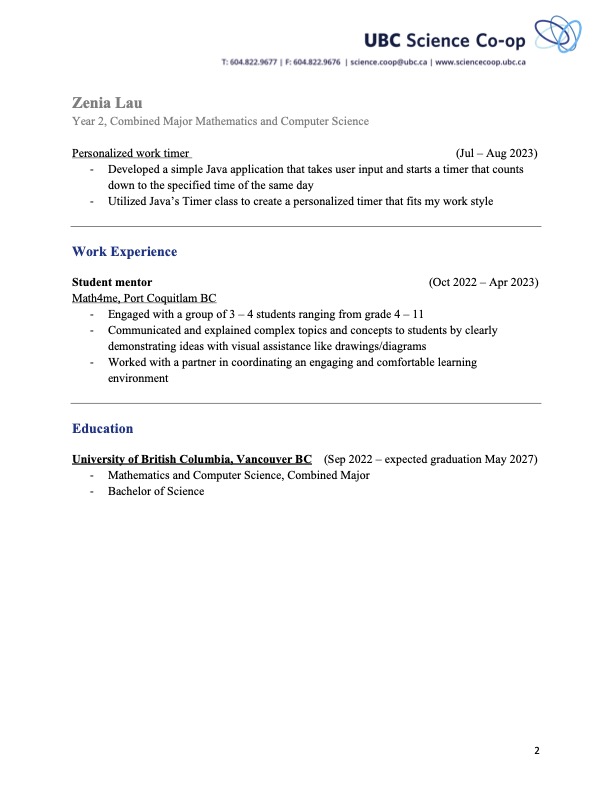 UBC Science Co-op
T: 604.822.9677 | F: 604.822.9676 | science.coop@ubc.ca | www.sciencecoop.ubc.ca
Zenia Lau
Year 2, Combined Major Mathematics and Computer Science
Personalized work timer (Jul – Aug 2023)
- Developed a simple Java application that takes user input and starts a timer that counts
down to the specified time of the same day
- Utilized Java's Timer class to create a personalized timer that fits my work style
Work Experience
Student mentor (Oct 2022 – Apr 2023)
Math4me, Port Coquitlam BC
- Engaged with a group of 3 – 4 students ranging from grade 4 – 11
- Communicated and explained complex topics and concepts to students by clearly
demonstrating ideas with visual assistance like drawings/diagrams
- Worked with a partner in coordinating an engaging and comfortable learning
environment
Education
University of British Columbia, Vancouver BC (Sep 2022 – expected graduation May 2027)
- Mathematics and Computer Science, Combined Major
- Bachelor of Science
2